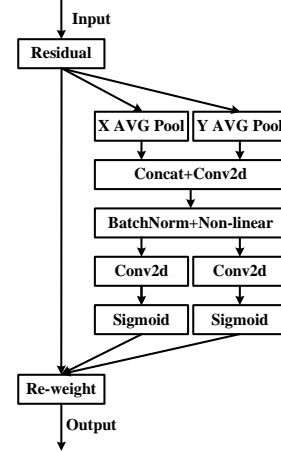 Input
Residual
X AVG Pool Y AVG Pool
Concat+Conv2d
BatchNorm+Non-linear
Conv2d Conv2d
Sigmoid Sigmoid
Re-weight
Output